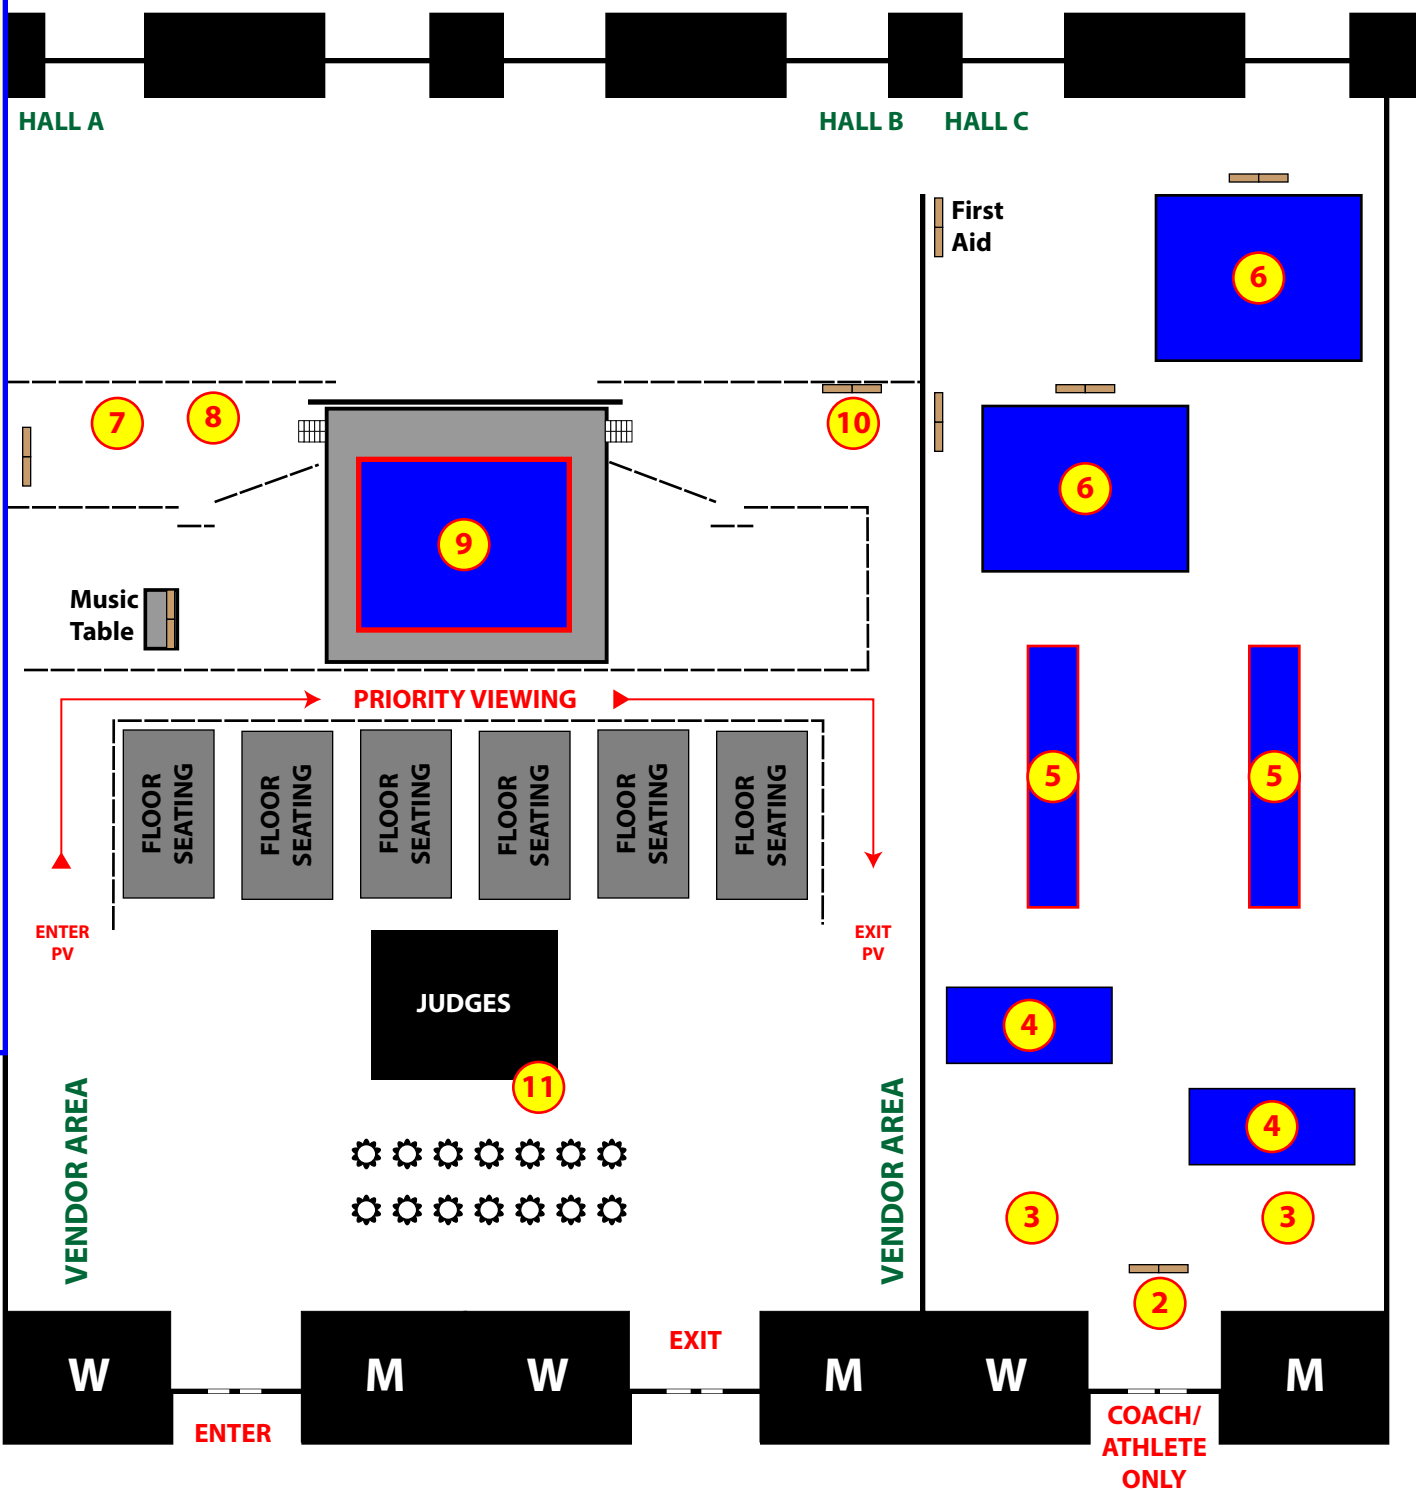 HALL A
HALL B
HALL C
First
Aid
6
7
8
10
6
9
Music
Table
PRIORITY VIEWING
FLOOR
SEATING
FLOOR
SEATING
FLOOR
SEATING
FLOOR
SEATING
FLOOR
SEATING
FLOOR
SEATING
5
5
ENTER
PV
EXIT
PV
JUDGES
4
11
4
VENDOR AREA
VENDOR AREA
3
3
2
EXIT
W
M
W
M
W
M
ENTER
COACH/
ATHLETE
ONLY